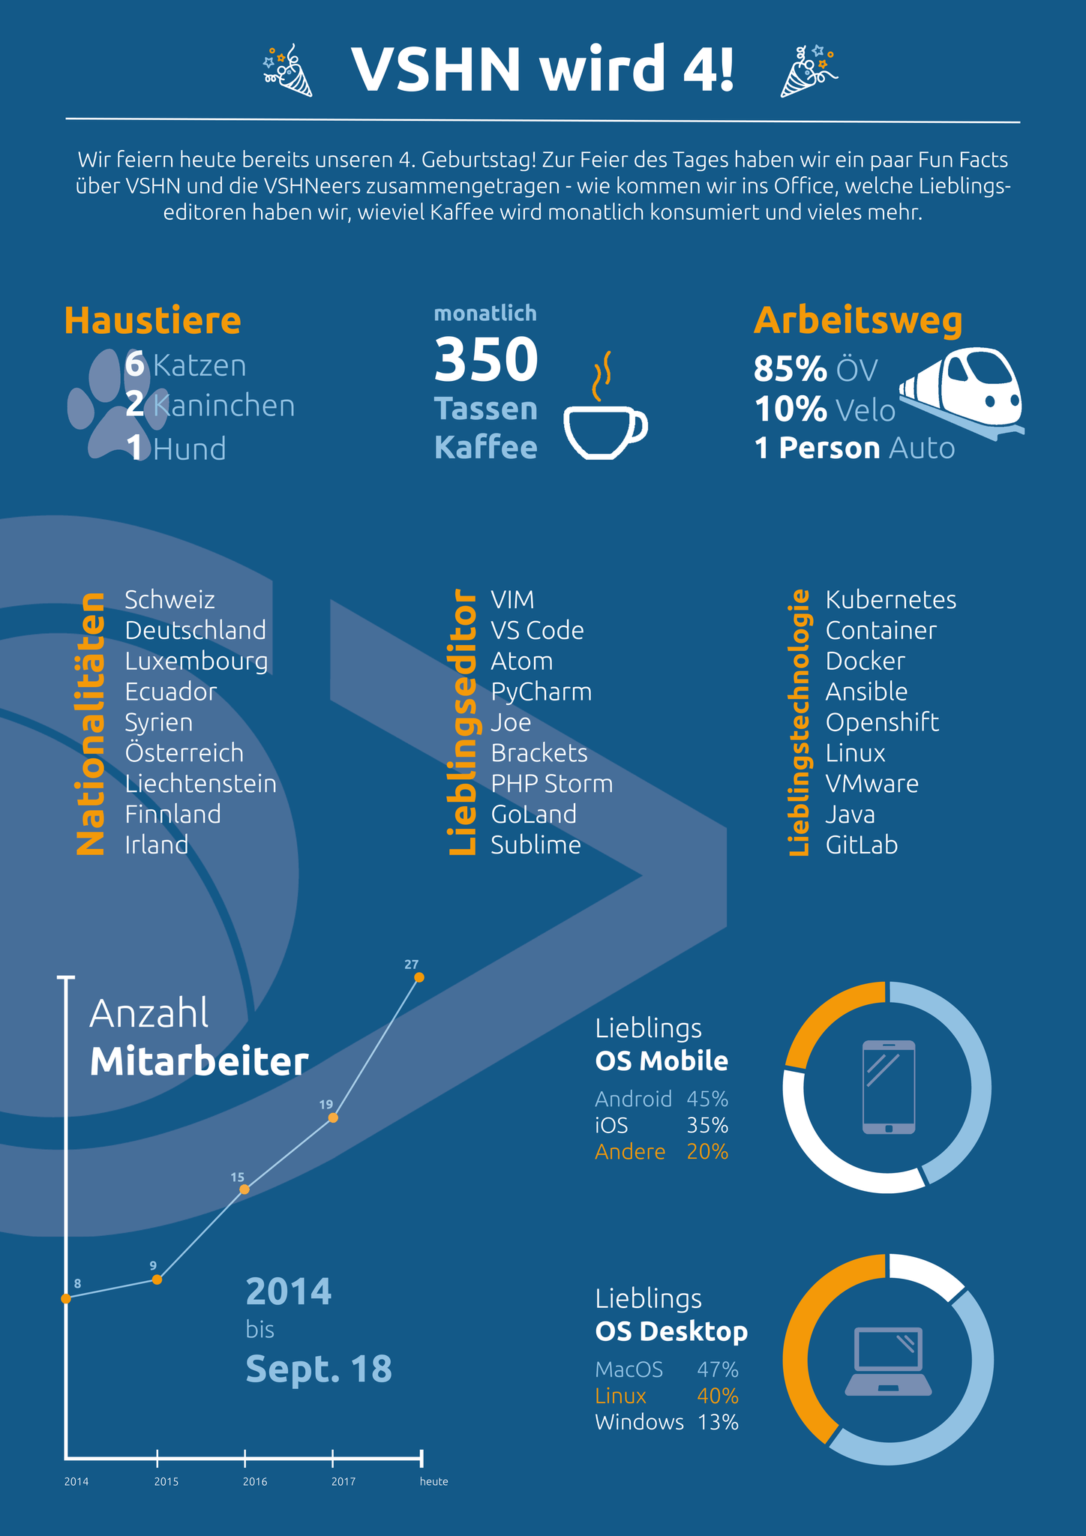 VSHN wird 4!
Wir feiern heute bereits unseren 4. Geburtstag! Zur Feier des Tages haben wir ein paar Fun Facts
über VSHN und die VSHNeers zusammengetragen - wie kommen wir ins Office, welche Lieblings-
editoren haben wir, wieviel Kaffee wird monatlich konsumiert und vieles mehr.
Haustiere
6 Katzen
2 Kaninchen
1 Hund
monatlich
350
Tassen
Kaffee
Arbeitsweg
85% ÖV
10% Velo
1 Person Auto
Nationalitäten
Schweiz
Deutschland
Luxembourg
Ecuador
Syrien
Österreich
Liechtenstein
Finnland
Irland
Lieblingseditor
VIM
VS Code
Atom
PyCharm
Joe
Brackets
PHP Storm
GoLand
Sublime
Lieblingstechnologie
Kubernetes
Container
Docker
Ansible
Openshift
Linux
VMware
Java
GitLab
Anzahl
Mitarbeiter
8
9
15
19
27
2014
bis
Sept. 18
2014
2015
2016
2017
heute
Lieblings
OS Mobile
Android 45%
iOS 35%
Andere 20%
Lieblings
OS Desktop
MacOS 47%
Linux 40%
Windows 13%